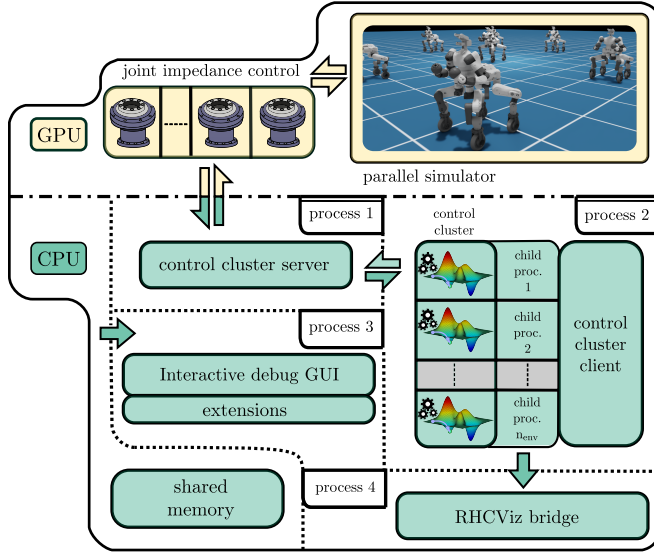 joint impedance control
GPU
parallel simulator
process 1
control
cluster
process 2
CPU
control cluster server
child
proc.
1
child
proc.
2
control
cluster
client
process 3
Interactive debug GUI
extensions
child
proc.
n_env
shared
memory
process 4
RHCViz bridge